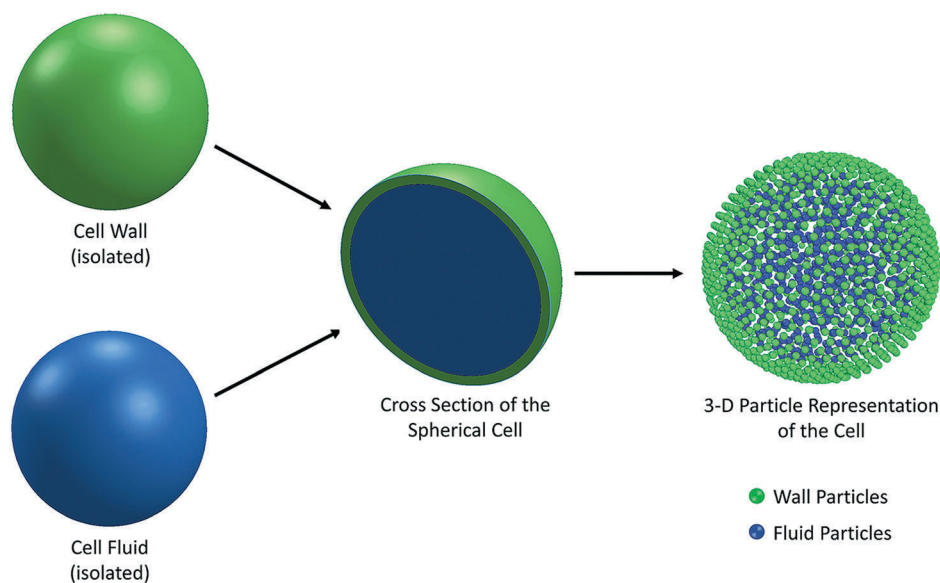 Cell Wall
(isolated)
Cell Fluid
(isolated)
Cross Section of the
Spherical Cell
3-D Particle Representation
of the Cell
Wall Particles
Fluid Particles